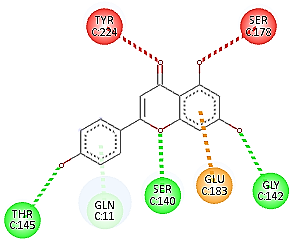 TYR
C:224
SER
C:178
THR
C:145
GLN
C:11
SER
C:140
GLU
C:183
GLY
C:142